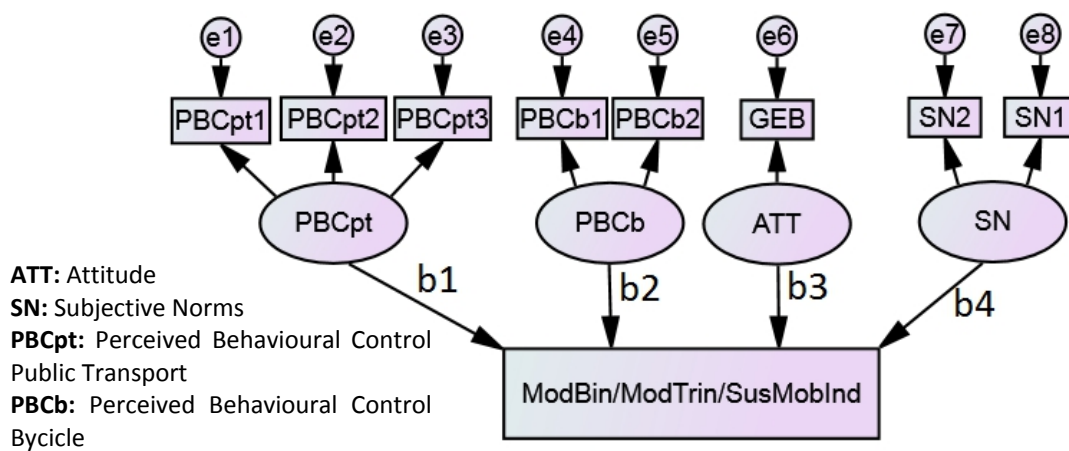 e1 e2 e3 e4 e5 e6 e7 e8
PBCpt1 PBCpt2 PBCpt3 PBCb1 PBCb2 GEB SN2 SN1
PBCpt PBCb ATT SN
b1 b2 b3 b4
ATT: Attitude
SN: Subjective Norms
PBCpt: Perceived Behavioural Control
Public Transport
PBCb: Perceived Behavioural Control
Bycicle
ModBin/ModTrin/SusMobInd